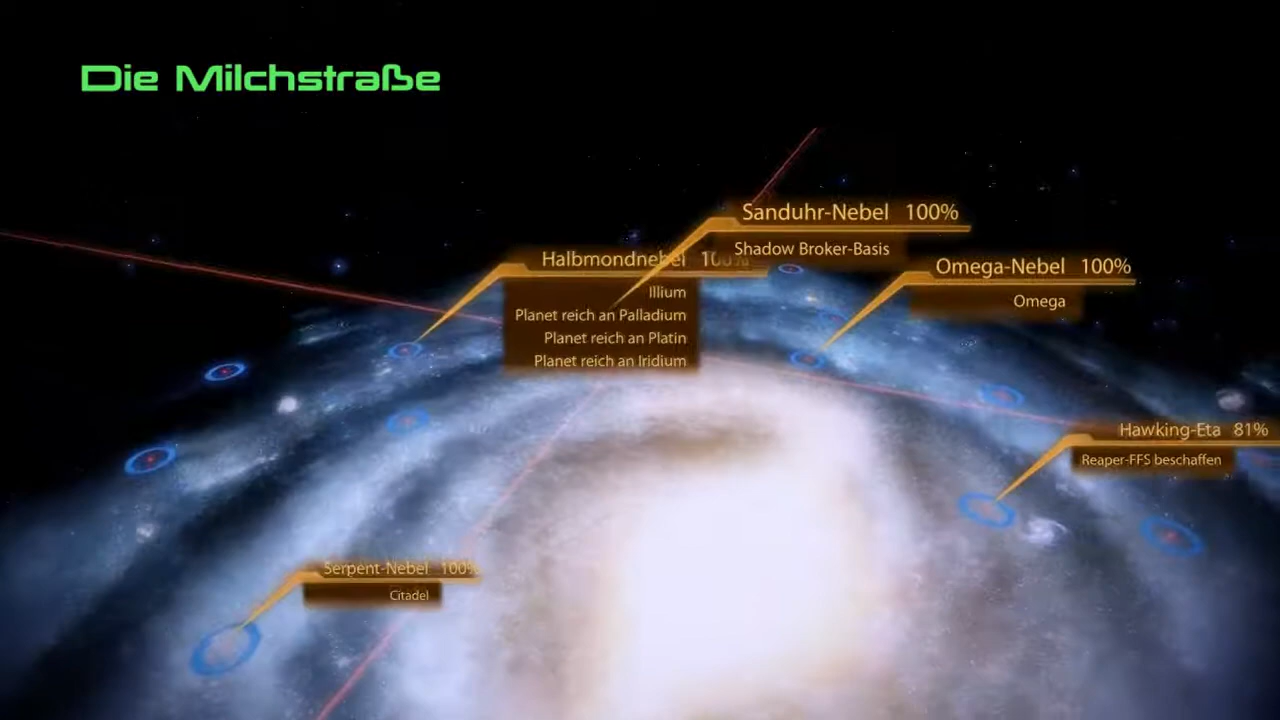 Die Milchstraße
Sanduhr-Nebel 100%
Shadow Broker-Basis
Halbmondnebel 100%
Illium
Planet reich an Palladium
Planet reich an Platin
Planet reich an Iridium
Omega-Nebel 100%
Omega
Hawking-Eta 81%
Reaper-FFS beschaffen
Serpent-Nebel 100%
Citadel